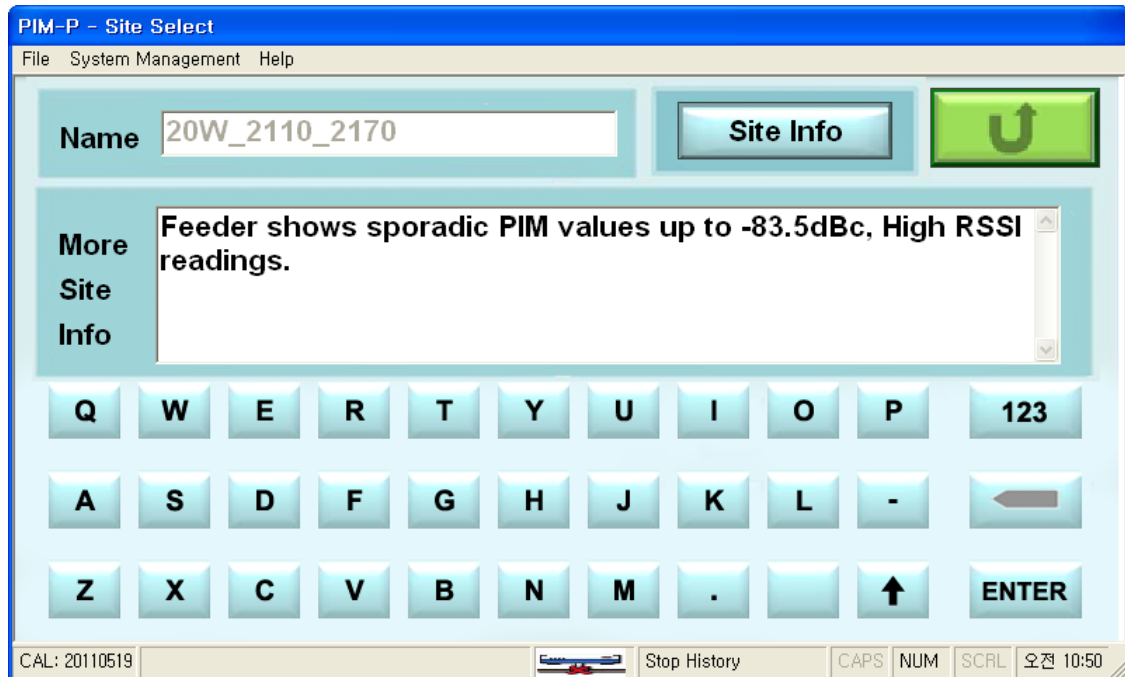 PIM-P - Site Select
File System Management Help
Name 20W_2110_2170 Site Info
More Site Info
Feeder shows sporadic PIM values up to -83.5dBc, High RSSI
readings.
Q W E R T Y U I O P 123
A S D F G H J K L -
Z X C V B N M . ENTER
CAL: 20110519 Stop History CAPS NUM SCRL 오전 10:50